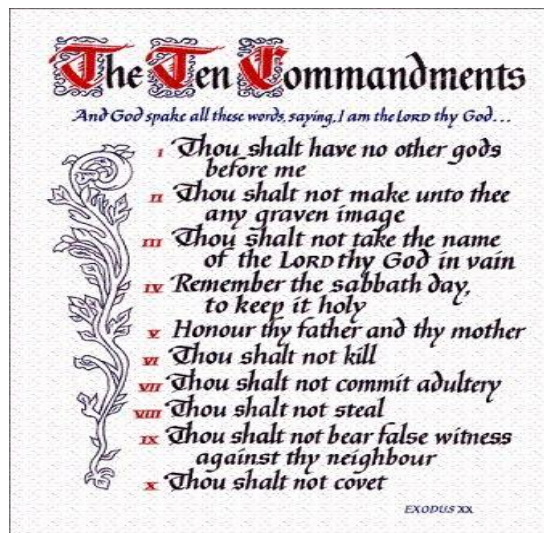 The Ten Commandments
And God spake all these words, saying, I am the LORD thy God...
I Thou shalt have no other gods
before me
II Thou shalt not make unto thee
any graven image
III Thou shalt not take the name
of the LORD thy God in vain
IV Remember the sabbath day,
to keep it holy
V Honour thy father and thy mother
VI Thou shalt not kill
VII Thou shalt not commit adultery
VIII Thou shalt not steal
IX Thou shalt not bear false witness
against thy neighbour
X Thou shalt not covet
EXODUS XX